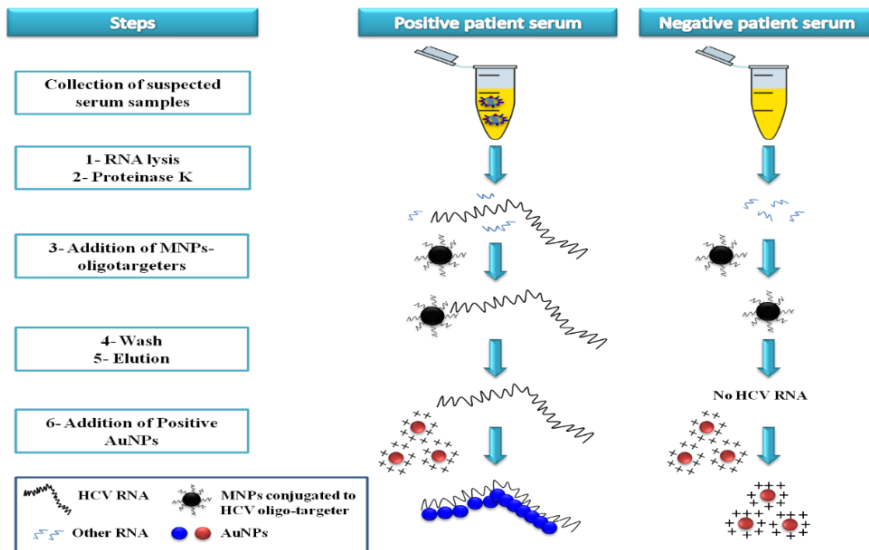 Steps
Positive patient serum
Negative patient serum
Collection of suspected
serum samples
1- RNA lysis
2- Proteinase K
3- Addition of MNPs-
oligotargeters
4- Wash
5- Elution
No HCV RNA
6- Addition of Positive
AuNPs
HCV RNA
MNPs conjugated to
HCV oligo-targeter
Other RNA
AuNPs